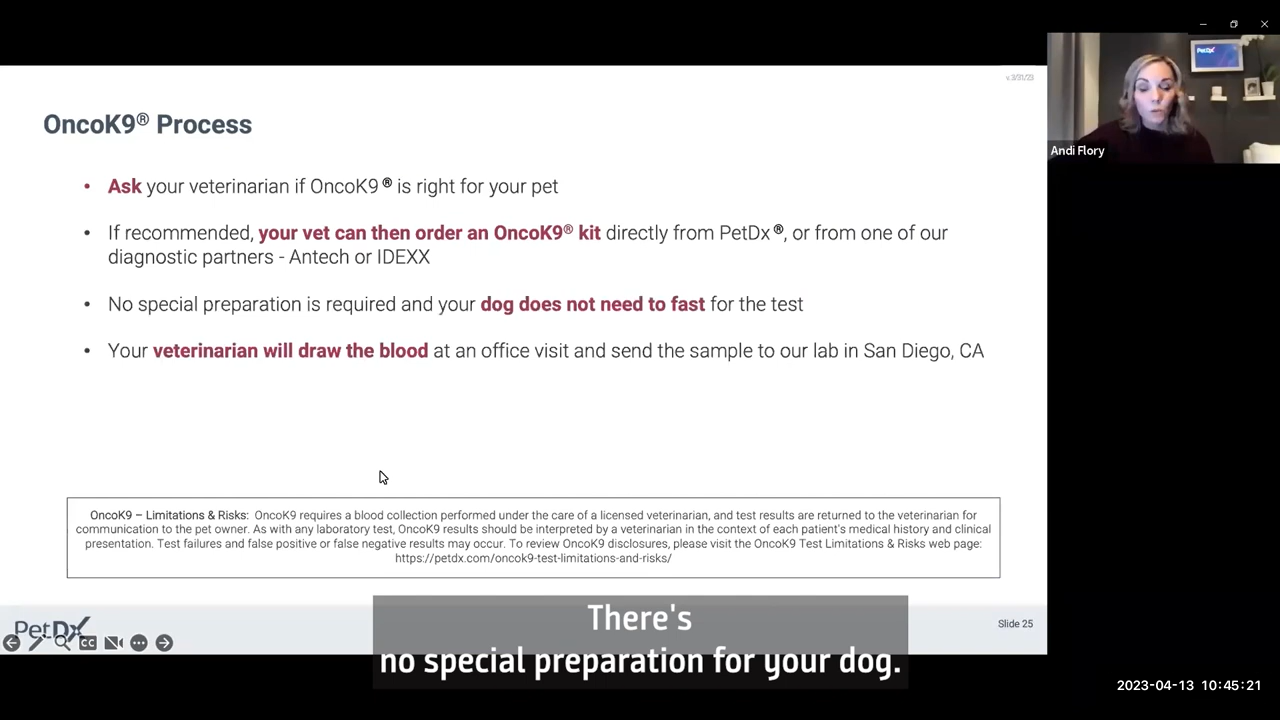 v.3/31/23
PetDx
Andi Flory
OncoK9® Process
• Ask your veterinarian if OncoK9® is right for your pet
• If recommended, your vet can then order an OncoK9® kit directly from PetDx®, or from one of our
diagnostic partners - Antech or IDEXX
• No special preparation is required and your dog does not need to fast for the test
• Your veterinarian will draw the blood at an office visit and send the sample to our lab in San Diego, CA
OncoK9 – Limitations & Risks: OncoK9 requires a blood collection performed under the care of a licensed veterinarian, and test results are returned to the veterinarian for
communication to the pet owner. As with any laboratory test, OncoK9 results should be interpreted by a veterinarian in the context of each patient's medical history and clinical
presentation. Test failures and false positive or false negative results may occur. To review OncoK9 disclosures, please visit the OncoK9 Test Limitations & Risks web page:
https://petdx.com/oncok9-test-limitations-and-risks/
PetDx
CC
Slide 25
There's
no special preparation for your dog.
2023-04-13 10:45:21